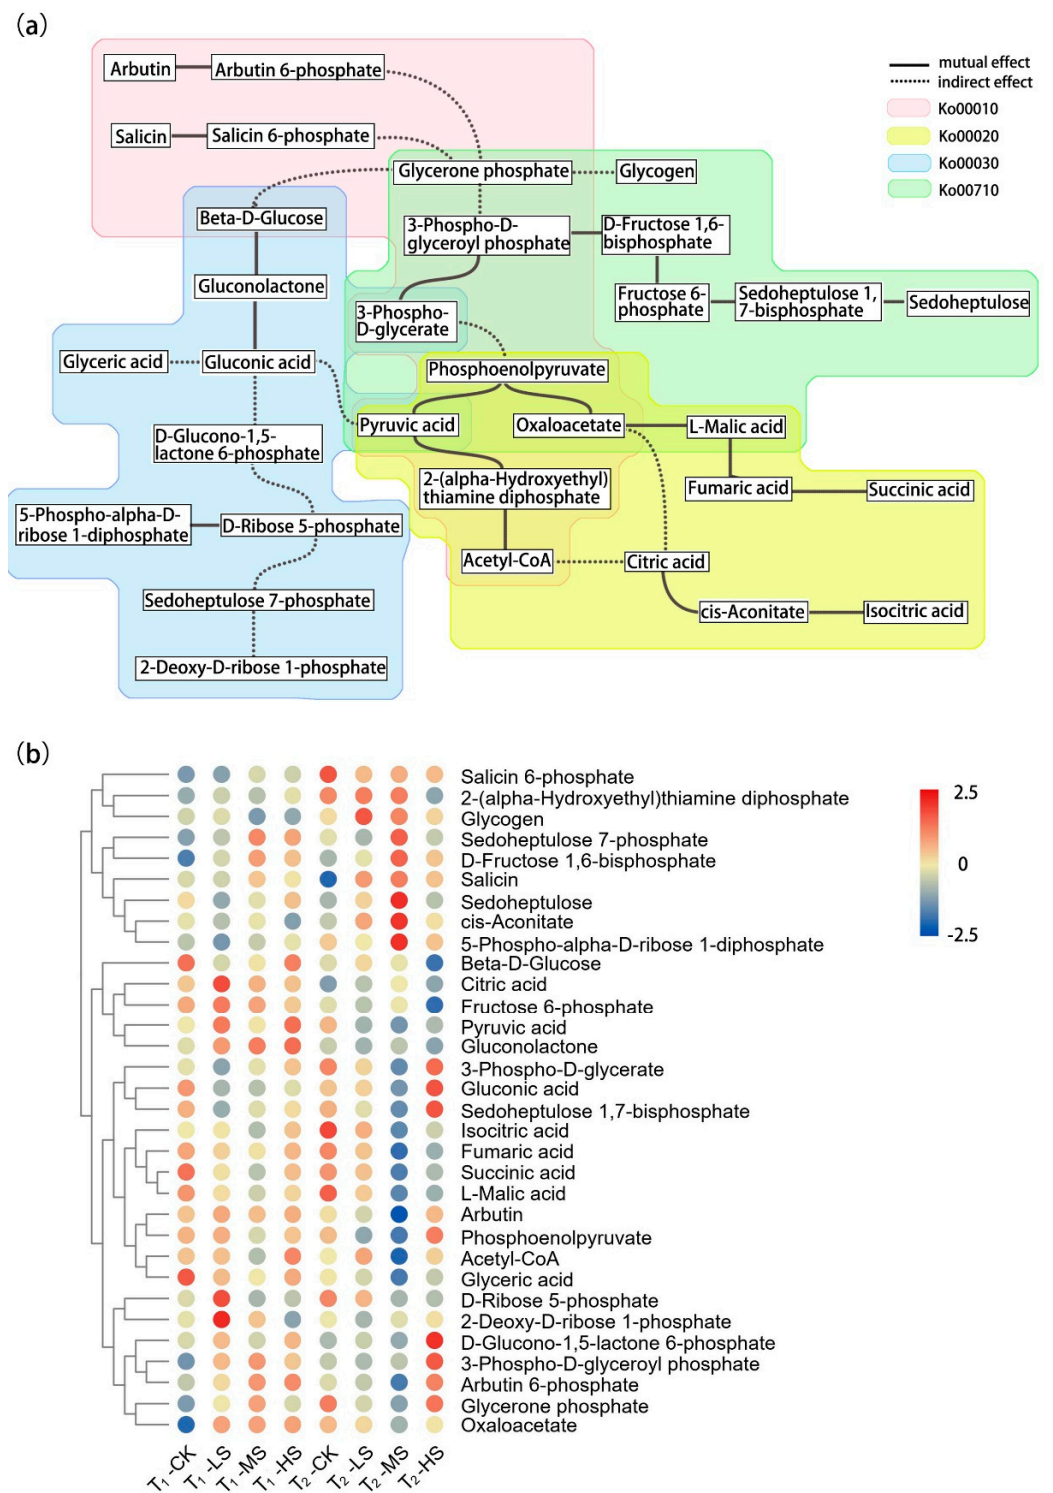 (a)
Arbutin
Arbutin 6-phosphate
mutual effect
indirect effect
Ko00010
Ko00020
Ko00030
Ko00710
Salicin
Salicin 6-phosphate
Glycerone phosphate
Glycogen
Beta-D-Glucose
3-Phospho-D-
glyceroyl phosphate
D-Fructose 1,6-
bisphosphate
Gluconolactone
Fructose 6-
phosphate
Sedoheptulose 1,
7-bisphosphate
Sedoheptulose
3-Phospho-
D-glycerate
Glyceric acid
Gluconic acid
Phosphoenolpyruvate
Pyruvic acid
Oxaloacetate
L-Malic acid
D-Glucono-1,5-
lactone 6-phosphate
2-(alpha-Hydroxyethyl)
thiamine diphosphate
Fumaric acid
Succinic acid
5-Phospho-alpha-D-
ribose 1-diphosphate
D-Ribose 5-phosphate
Acetyl-CoA
Citric acid
Sedoheptulose 7-phosphate
cis-Aconitate
Isocitric acid
2-Deoxy-D-ribose 1-phosphate
(b)
Salicin 6-phosphate
2-(alpha-Hydroxyethyl)thiamine diphosphate
Glycogen
Sedoheptulose 7-phosphate
D-Fructose 1,6-bisphosphate
Salicin
Sedoheptulose
cis-Aconitate
5-Phospho-alpha-D-ribose 1-diphosphate
Beta-D-Glucose
Citric acid
Fructose 6-phosphate
Pyruvic acid
Gluconolactone
3-Phospho-D-glycerate
Gluconic acid
Sedoheptulose 1,7-bisphosphate
Isocitric acid
Fumaric acid
Succinic acid
L-Malic acid
Arbutin
Phosphoenolpyruvate
Acetyl-CoA
Glyceric acid
D-Ribose 5-phosphate
2-Deoxy-D-ribose 1-phosphate
D-Glucono-1,5-lactone 6-phosphate
3-Phospho-D-glyceroyl phosphate
Arbutin 6-phosphate
Glycerone phosphate
Oxaloacetate
2.5
0
-2.5
T₁-CK
T₁-LS
T₁-MS
T₁-HS
T₂-CK
T₂-LS
T₂-MS
T₂-HS